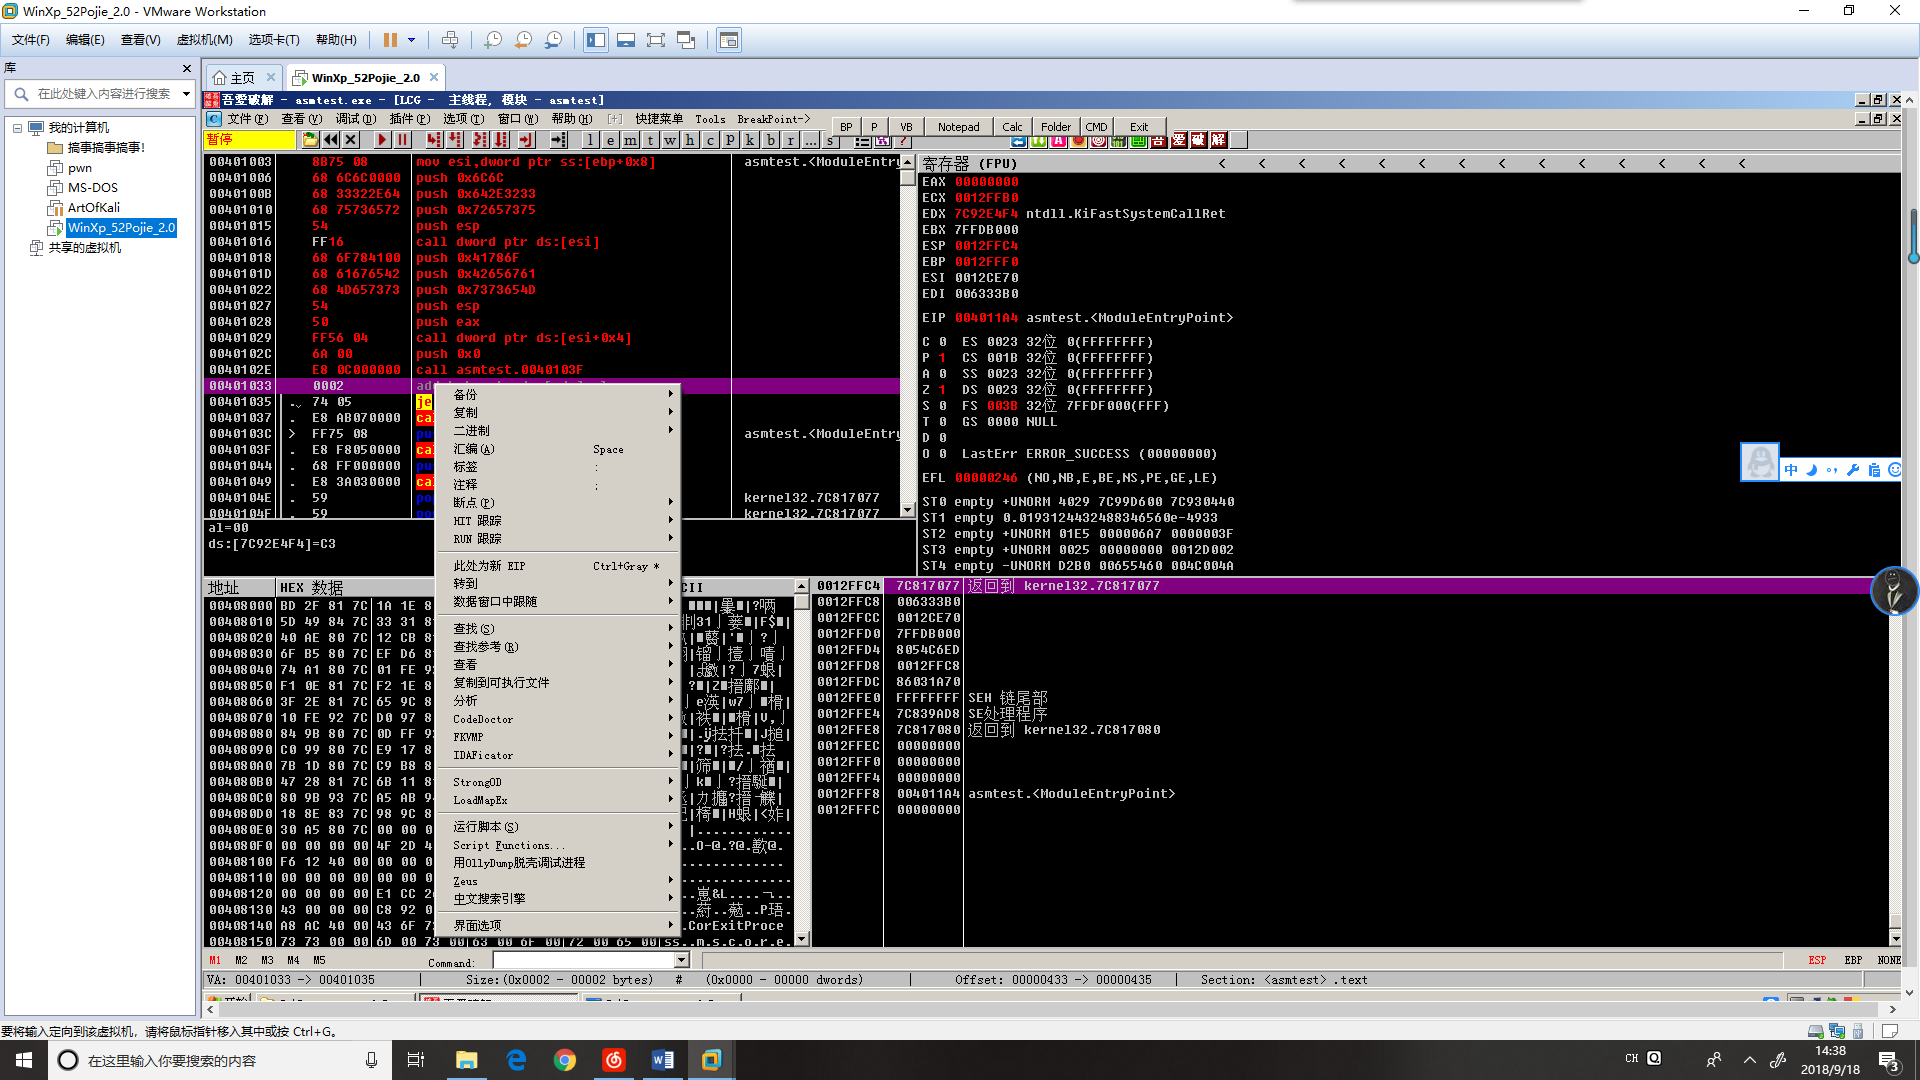 WinXp_52Pojie_2.0 - VMware Workstation
文件(F) 编辑(E) 查看(V) 虚拟机(M) 选项卡(T) 帮助(H)
库
在此处键入内容进行搜索
我的计算机
搞事搞事搞事!
pwn
MS-DOS
ArtOfKali
WinXp_52Pojie_2.0
共享的虚拟机
主页
WinXp_52Pojie_2.0
吾爱破解 - asmtest.exe - [LCG - 主线程, 模块 - asmtest]
文件(F) 查看(V) 调试(D) 插件(P) 选项(T) 窗口(W) 帮助(H) [+] 快捷菜单 Tools BreakPoint->
BP P VB Notepad Calc Folder CMD Exit
暂停
l e m t w h c p k b r ... s
00401003 8B75 08 mov esi,dword ptr ss:[ebp+0x8] asmtest.<ModuleEntry
00401006 68 6C6C0000 push 0x6C6C
0040100B 68 33322E64 push 0x642E3233
00401010 68 75736572 push 0x72657375
00401015 54 push esp
00401016 FF16 call dword ptr ds:[esi]
00401018 68 6F784100 push 0x41786F
0040101D 68 61676542 push 0x42656761
00401022 68 4D657373 push 0x7373654D
00401027 54 push esp
00401028 50 push eax
00401029 FF56 04 call dword ptr ds:[esi+0x4]
0040102C 6A 00 push 0x0
0040102E E8 0C000000 call asmtest.0040103F
00401033 0002
00401035 74 05 je
00401037 E8 AB070000
0040103C FF75 08 asmtest.<ModuleEntry
0040103F E8 F8050000
00401044 68 FF000000
00401049 E8 3A030000
0040104E 59 kernel32.7C817077
0040104F 59 kernel32.7C817077
al=00
ds:[7C92E4F4]=C3
备份
复制
二进制
汇编(A) Space
标签 :
注释 ;
断点(P)
HIT 跟踪
RUN 跟踪
此处为新 EIP Ctrl+Gray *
转到
数据窗口中跟随
查找(S)
查找参考(R)
查看
复制到可执行文件
分析
CodeDoctor
FKVMP
IDAFicator
StrongOD
LoadMapEx
运行脚本(S)
Script Functions...
用OllyDump脱壳调试进程
Zeus
中文搜索引擎
界面选项
寄存器 (FPU)
EAX 00000000
ECX 0012FFB0
EDX 7C92E4F4 ntdll.KiFastSystemCallRet
EBX 7FFDB000
ESP 0012FFC4
EBP 0012FFF0
ESI 0012CE70
EDI 006333B0
EIP 004011A4 asmtest.<ModuleEntryPoint>
C 0 ES 0023 32位 0(FFFFFFFF)
P 1 CS 001B 32位 0(FFFFFFFF)
A 0 SS 0023 32位 0(FFFFFFFF)
Z 1 DS 0023 32位 0(FFFFFFFF)
S 0 FS 003B 32位 7FFDF000(FFF)
T 0 GS 0000 NULL
D 0
O 0 LastErr ERROR_SUCCESS (00000000)
EFL 00000246 (NO,NB,E,BE,NS,PE,GE,LE)
ST0 empty +UNORM 4029 7C99D600 7C930440
ST1 empty 0.0193124432488346560e-4933
ST2 empty +UNORM 01E5 000006A7 0000003F
ST3 empty +UNORM 0025 00000000 0012D002
ST4 empty -UNORM D2B0 00655460 004C004A
地址 HEX 数据
00408000 BD 2F 81 7C 1A 1E 8
00408010 5D 49 84 7C 33 31 8
00408020 40 AE 80 7C 12 CB 8
00408030 6F B5 80 7C EF D6 8
00408040 74 A1 80 7C 01 FE 9
00408050 F1 0E 81 7C F2 1E 8
00408060 3F 2E 81 7C 65 9C 8
00408070 10 FE 92 7C D0 97 8
00408080 84 9B 80 7C 0D FF 9
00408090 C0 99 80 7C E9 17 8
004080A0 7B 1D 80 7C C9 B8 8
004080B0 47 28 81 7C 6B 11 8
004080C0 80 9B 93 7C A5 AB 9
004080D0 18 8E 83 7C 98 9C 8
004080E0 30 A5 80 7C 00 00 0
004080F0 00 00 00 00 4F 2D 4
00408100 F6 12 40 00 00 00 0
00408110 00 00 00 00 00 00 0
00408120 00 00 00 00 E1 CC 2
00408130 43 00 00 00 C8 92 0
00408140 A8 AC 40 00 43 6F 7 .CorExitProce
00408150 73 73 00 00 6D 00 73 00 63 00 6F 00 72 00 65 00 ss..m.s.c.o.r.e.
0012FFC4 7C817077 返回到 kernel32.7C817077
0012FFC8 006333B0
0012FFCC 0012CE70
0012FFD0 7FFDB000
0012FFD4 8054C6ED
0012FFD8 0012FFC8
0012FFDC 86031A70
0012FFE0 FFFFFFFF SEH 链尾部
0012FFE4 7C839AD8 SE处理程序
0012FFE8 7C817080 返回到 kernel32.7C817080
0012FFEC 00000000
0012FFF0 00000000
0012FFF4 00000000
0012FFF8 004011A4 asmtest.<ModuleEntryPoint>
0012FFFC 00000000
M1 M2 M3 M4 M5 Command: ESP EBP NONE
VA: 00401033 -> 00401035 Size:(0x0002 - 00002 bytes) # (0x0000 - 00000 dwords) Offset: 00000433 -> 00000435 Section: <asmtest> .text
要将输入定向到该虚拟机，请将鼠标指针移入其中或按 Ctrl+G。
中
在这里输入你要搜索的内容
CH
14:38
2018/9/18
3